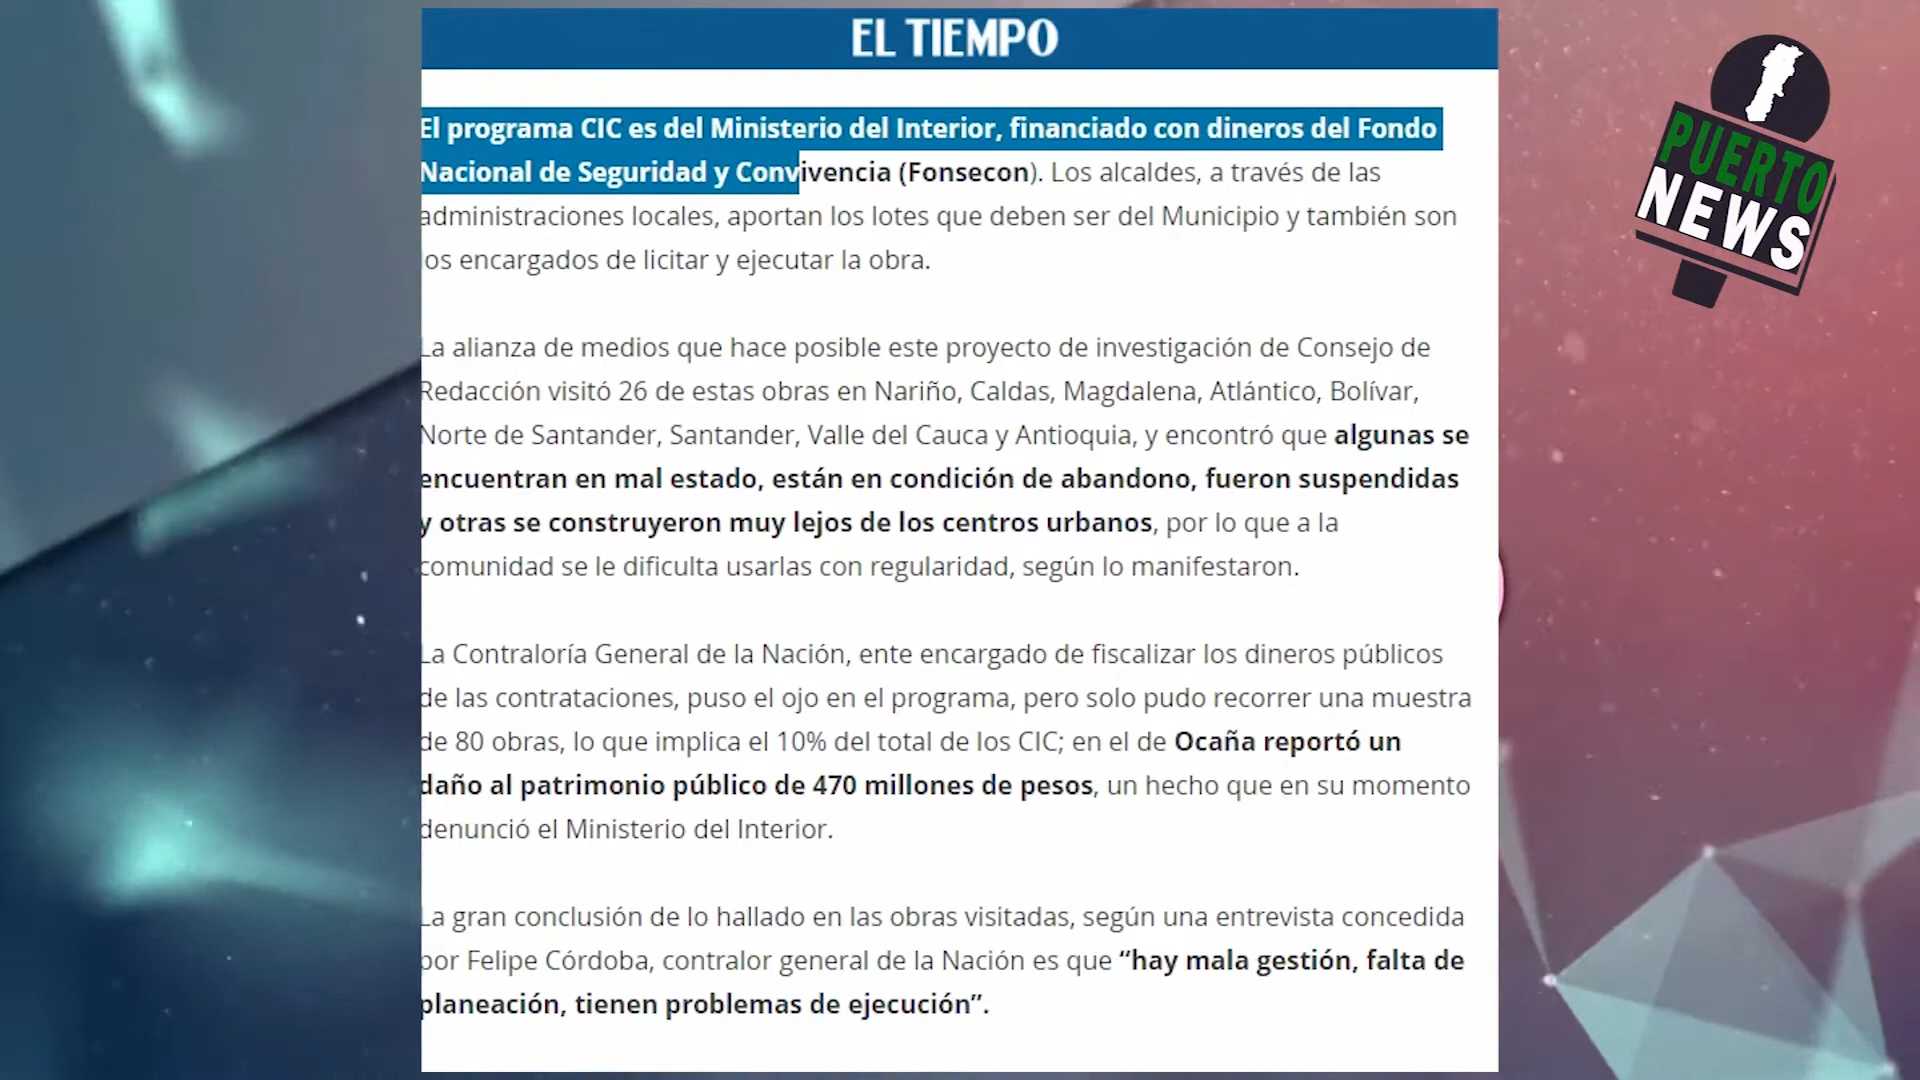 EL TIEMPO
El programa CIC es del Ministerio del Interior, financiado con dineros del Fondo
Nacional de Seguridad y Convivencia (Fonsecon). Los alcaldes, a través de las
administraciones locales, aportan los lotes que deben ser del Municipio y también son
los encargados de licitar y ejecutar la obra.
La alianza de medios que hace posible este proyecto de investigación de Consejo de
Redacción visitó 26 de estas obras en Nariño, Caldas, Magdalena, Atlántico, Bolívar,
Norte de Santander, Santander, Valle del Cauca y Antioquia, y encontró que algunas se
encuentran en mal estado, están en condición de abandono, fueron suspendidas
y otras se construyeron muy lejos de los centros urbanos, por lo que a la
comunidad se le dificulta usarlas con regularidad, según lo manifestaron.
La Contraloría General de la Nación, ente encargado de fiscalizar los dineros públicos
de las contrataciones, puso el ojo en el programa, pero solo pudo recorrer una muestra
de 80 obras, lo que implica el 10% del total de los CIC; en el de Ocaña reportó un
daño al patrimonio público de 470 millones de pesos, un hecho que en su momento
denunció el Ministerio del Interior.
La gran conclusión de lo hallado en las obras visitadas, según una entrevista concedida
por Felipe Córdoba, contralor general de la Nación es que “hay mala gestión, falta de
planeación, tienen problemas de ejecución”.
PUERTO
NEWS